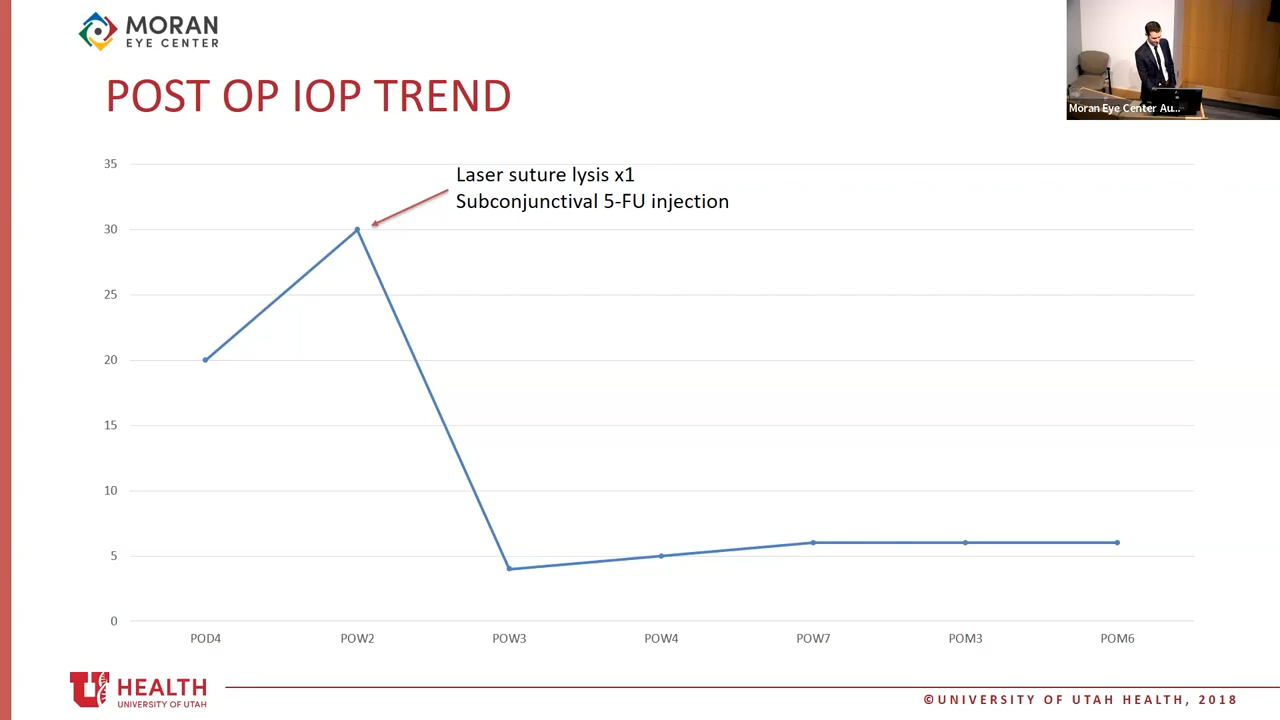 MORAN
EYE CENTER
Moran Eye Center Au...
POST OP IOP TREND
35
Laser suture lysis x1
Subconjunctival 5-FU injection
30
25
20
15
10
5
0
POD4 POW2 POW3 POW4 POW7 POM3 POM6
U HEALTH
UNIVERSITY OF UTAH
©UNIVERSITY OF UTAH HEALTH, 2018